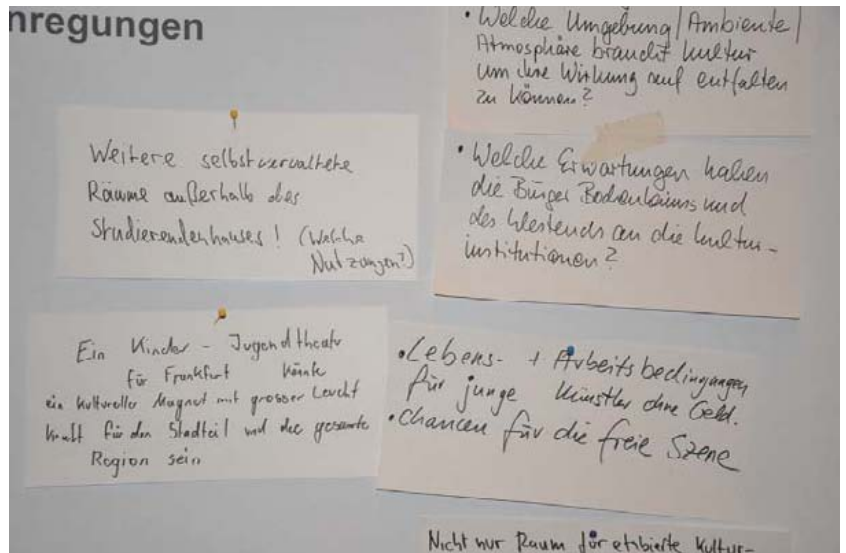 nregungen
• Welche Umgebung / Ambiente /
Atmosphäre braucht Kultur
um ihre Wirkung entfalten
zu können?
Weitere selbstverwaltete
Räume außerhalb des
Studierendenhauses! (Welche
Nutzungen?)
• Welche Erwartungen haben
die Bürger Bockenheims und
des Westends an die Kultur-
institutionen?
Ein Kinder - Jugendtheater
für Frankfurt könnte
ein kultureller Magnet mit grosser Leucht
kraft für den Stadteil und die gesamte
Region sein
• Lebens- + Arbeitsbedingungen
für junge Künstler ohne Geld.
• Chancen für die freie Szene
Nicht nur Raum für etablierte Kultur-